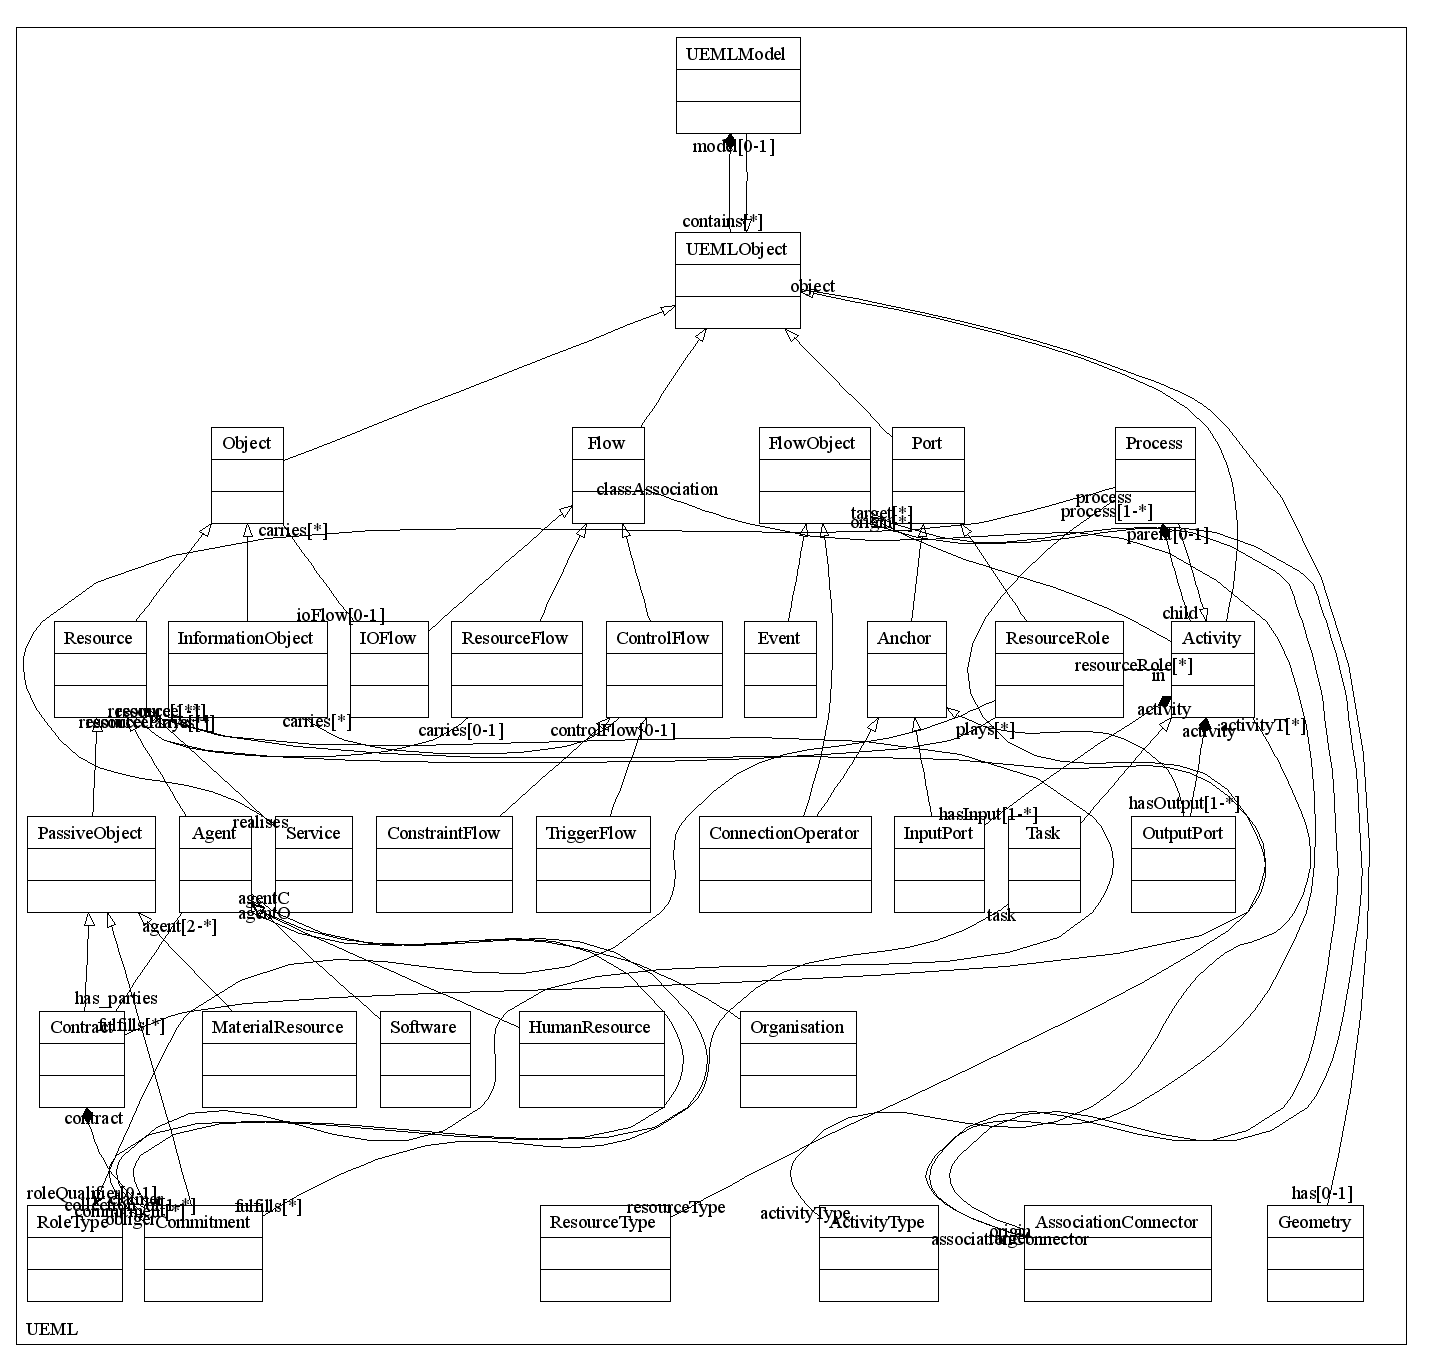 UEMLModel
model[0-1]
contains[*]
UEMLObject
object
Object
Flow
FlowObject
Port
Process
classAssociation
process
target[*]
process[1-*]
origin[*]
carries[*]
parent[0-1]
ioFlow[0-1]
child
Resource
InformationObject
IOFlow
ResourceFlow
ControlFlow
Event
Anchor
ResourceRole
Activity
resourceRole[*]
in
activity
carries[*]
carries[0-1]
controlFlow[0-1]
plays[*]
activity
activityT[*]
hasInput[1-*]
hasOutput[1-*]
realises
PassiveObject
Agent
Service
ConstraintFlow
TriggerFlow
ConnectionOperator
InputPort
Task
OutputPort
agentC
agentO
task
agent[2-*]
has_parties
fulfills[*]
Contract
MaterialResource
Software
HumanResource
Organisation
contract
roleQualifier[0-1]
obliger
fulfills[*]
resourceType
activityType
RoleType
Commitment
ResourceType
ActivityType
AssociationConnector
Geometry
has[0-1]
origin
associationConnector
UEML